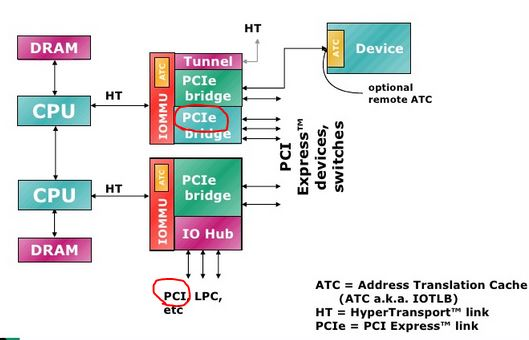 HT
DRAM
Tunnel
ATC
Device
ATC
PCIe
bridge
optional
remote ATC
CPU
HT
IOMMU
PCIe
bridge
PCI
Express™
devices,
switches
CPU
HT
ATC
IOMMU
PCIe
bridge
DRAM
IO Hub
PCI, LPC,
etc
ATC = Address Translation Cache
(ATC a.k.a. IOTLB)
HT = HyperTransport™ link
PCIe = PCI Express™ link